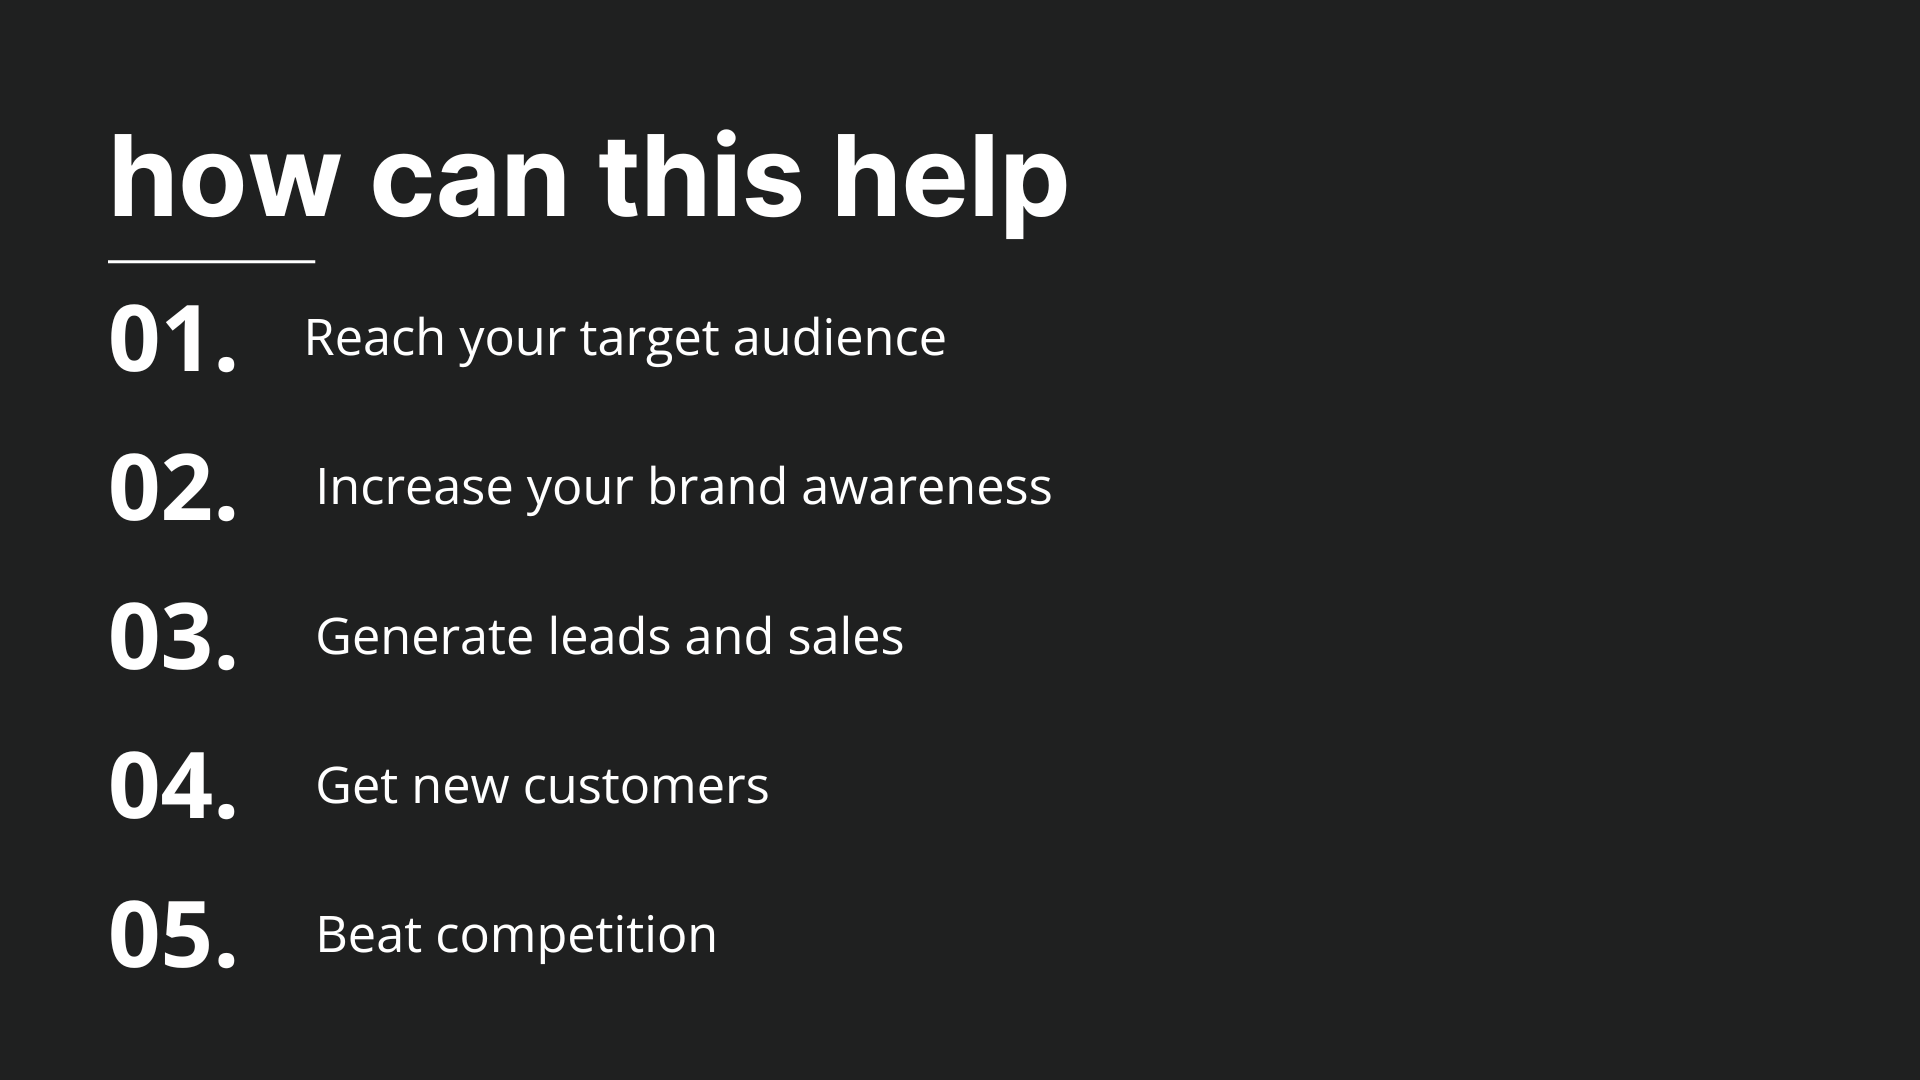 how can this help
01. Reach your target audience
02. Increase your brand awareness
03. Generate leads and sales
04. Get new customers
05. Beat competition